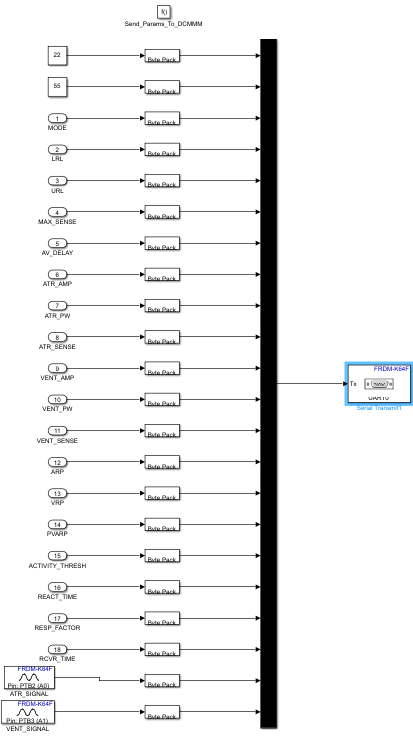 f()
Send_Params_To_DCMMM
22
Byte Pack
55
Byte Pack
1
MODE
Byte Pack
2
LRL
Byte Pack
3
URL
Byte Pack
4
MAX_SENSE
Byte Pack
5
AV_DELAY
Byte Pack
6
ATR_AMP
Byte Pack
7
ATR_PW
Byte Pack
8
ATR_SENSE
Byte Pack
9
VENT_AMP
Byte Pack
10
VENT_PW
Byte Pack
11
VENT_SENSE
Byte Pack
12
ARP
Byte Pack
13
VRP
Byte Pack
14
PVARP
Byte Pack
15
ACTIVITY_THRESH
Byte Pack
16
REACT_TIME
Byte Pack
17
RESP_FACTOR
Byte Pack
18
RCVR_TIME
Byte Pack
FRDM-K64F
Pin: PTB2 (A0)
ATR_SIGNAL
Byte Pack
FRDM-K64F
Pin: PTB3 (A1)
VENT_SIGNAL
Byte Pack
FRDM-K64F
Tx
UART0
Serial Transmit1